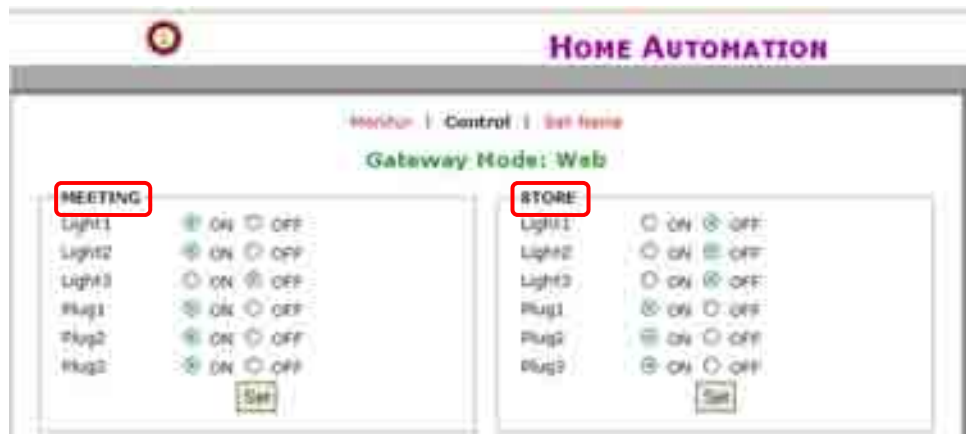 HOME AUTOMATION
Monitor | Control | Set Name
Gateway Mode: Web
MEETING
Light1 ON OFF
Light2 ON OFF
Light3 ON OFF
Plug1 ON OFF
Plug2 ON OFF
Plug3 ON OFF
Set
STORE
Light1 ON OFF
Light2 ON OFF
Light3 ON OFF
Plug1 ON OFF
Plug2 ON OFF
Plug3 ON OFF
Set